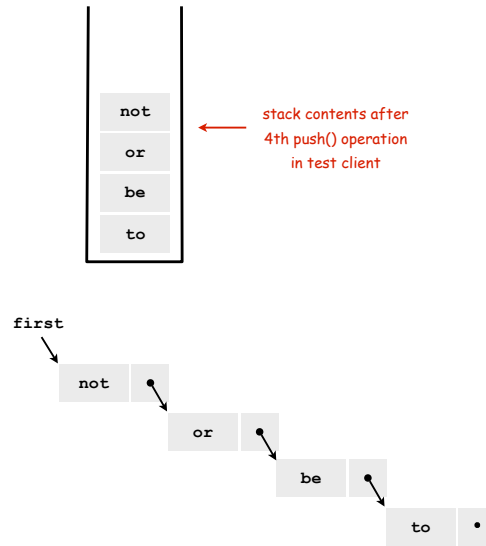 not
or
be
to
stack contents after
4th push() operation
in test client
first
not
or
be
to